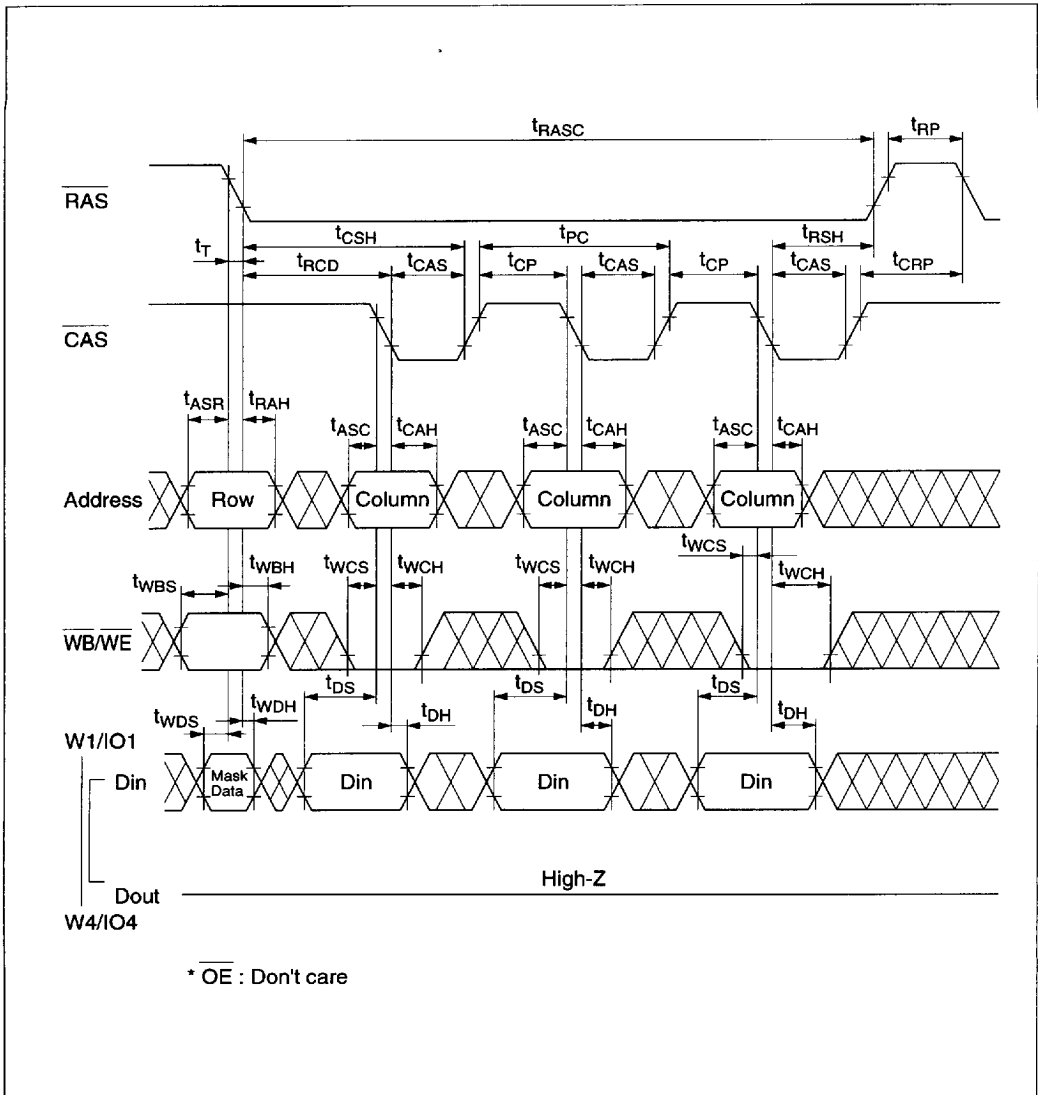 tRASC tRP
RAS
tCSH tPC tRSH
tT tRCD tCAS tCP tCAS tCP tCAS tCRP
CAS
tASR tRAH tASC tCAH tASC tCAH tASC tCAH
Address Row Column Column Column
tWCS
tWBS tWBH tWCS tWCH tWCS tWCH tWCH
WB/WE
tDS tDS tDS
tWDS tWDH tDH tDH tDH
W1/IO1
Din Mask Data Din Din Din
High-Z
Dout
W4/IO4
* OE : Don't care